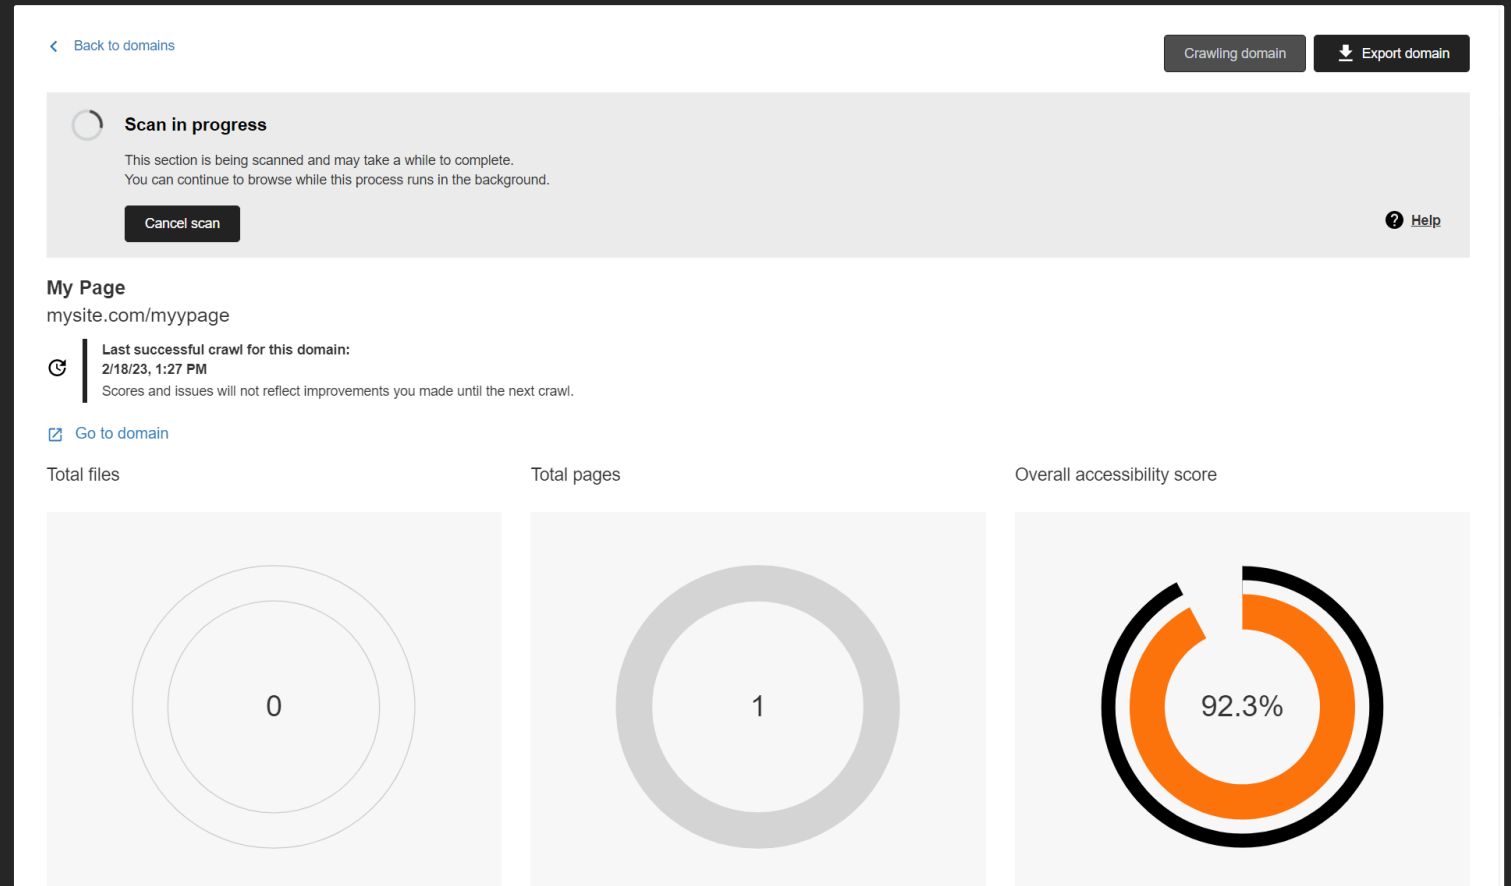 Back to domains
Crawling domain
Export domain
Scan in progress
This section is being scanned and may take a while to complete.
You can continue to browse while this process runs in the background.
Cancel scan
? Help
My Page
mysite.com/myypage
Last successful crawl for this domain:
2/18/23, 1:27 PM
Scores and issues will not reflect improvements you made until the next crawl.
Go to domain
Total files
Total pages
Overall accessibility score
0
1
92.3%